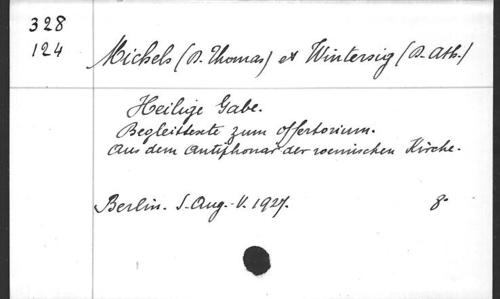 328
124
Michels (D. Thomas) et Wintersig (D. Ath.)
Heilige Gabe.
Begleittexte zum Offertorium.
Aus dem Antiphonar der roemischen Kirche.
Berlin. S. Aug.-V. 1927. 8°